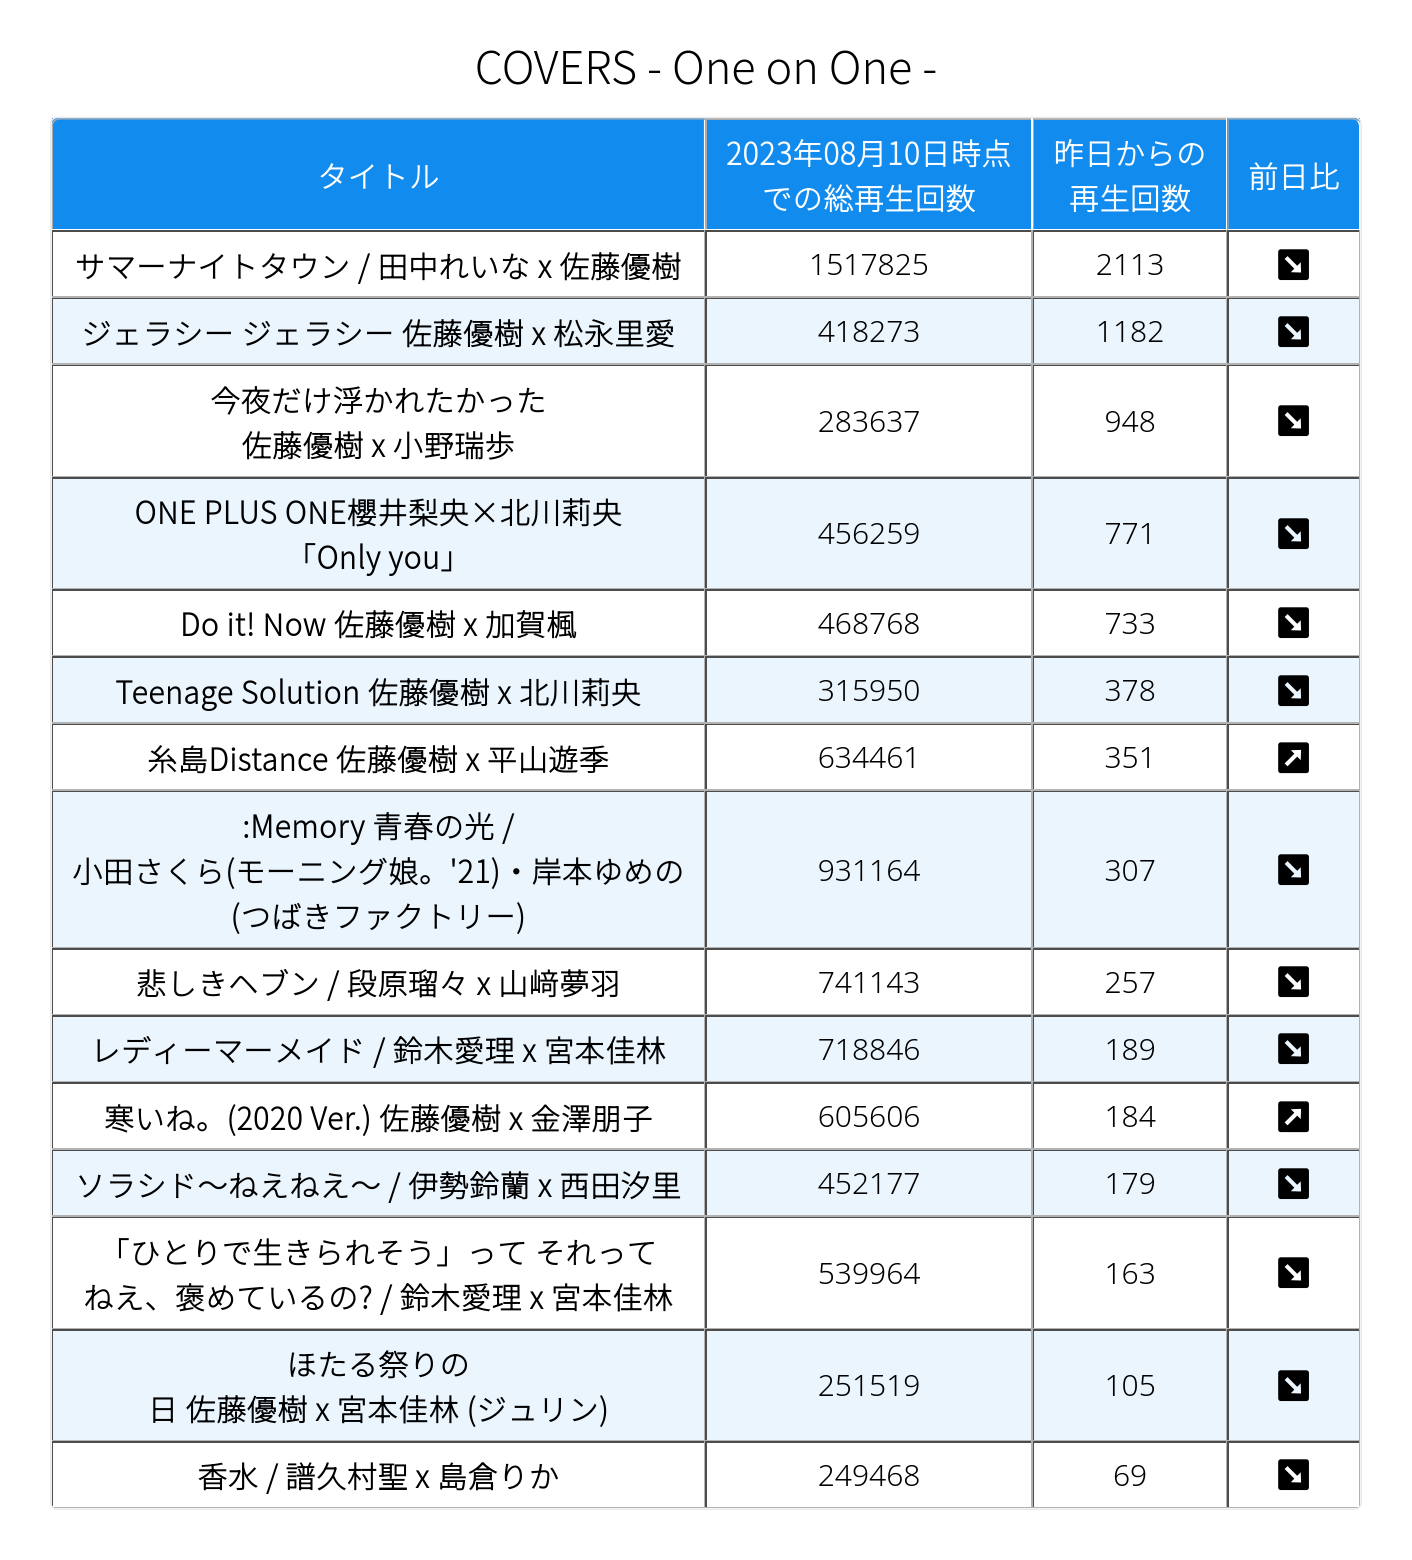 COVERS - One on One -
タイトル
2023年08月10日時点
での総再生回数
昨日からの
再生回数
前日比
サマーナイトタウン / 田中れいな x 佐藤優樹
1517825
2113
ジェラシー ジェラシー 佐藤優樹 x 松永里愛
418273
1182
今夜だけ浮かれたかった
佐藤優樹 x 小野瑞歩
283637
948
ONE PLUS ONE櫻井梨央×北川莉央
「Only you」
456259
771
Do it! Now 佐藤優樹 x 加賀楓
468768
733
Teenage Solution 佐藤優樹 x 北川莉央
315950
378
糸島Distance 佐藤優樹 x 平山遊季
634461
351
:Memory 青春の光 /
小田さくら(モーニング娘。'21)・岸本ゆめの
(つばきファクトリー)
931164
307
悲しきヘブン / 段原瑠々 x 山﨑夢羽
741143
257
レディーマーメイド / 鈴木愛理 x 宮本佳林
718846
189
寒いね。(2020 Ver.) 佐藤優樹 x 金澤朋子
605606
184
ソラシド～ねえねえ～ / 伊勢鈴蘭 x 西田汐里
452177
179
「ひとりで生きられそう」って それって
ねえ、褒めているの? / 鈴木愛理 x 宮本佳林
539964
163
ほたる祭りの
日 佐藤優樹 x 宮本佳林 (ジュリン)
251519
105
香水 / 譜久村聖 x 島倉りか
249468
69